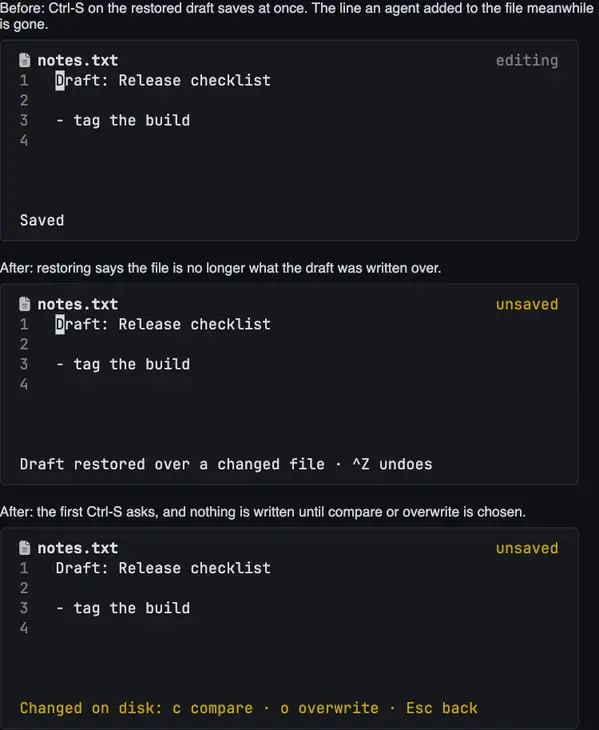 Before: Ctrl-S on the restored draft saves at once. The line an agent added to the file meanwhile
is gone.
notes.txt editing
1 Draft: Release checklist
2
3 - tag the build
4
Saved
After: restoring says the file is no longer what the draft was written over.
notes.txt unsaved
1 Draft: Release checklist
2
3 - tag the build
4
Draft restored over a changed file · ^Z undoes
After: the first Ctrl-S asks, and nothing is written until compare or overwrite is chosen.
notes.txt unsaved
1 Draft: Release checklist
2
3 - tag the build
4
Changed on disk: c compare · o overwrite · Esc back